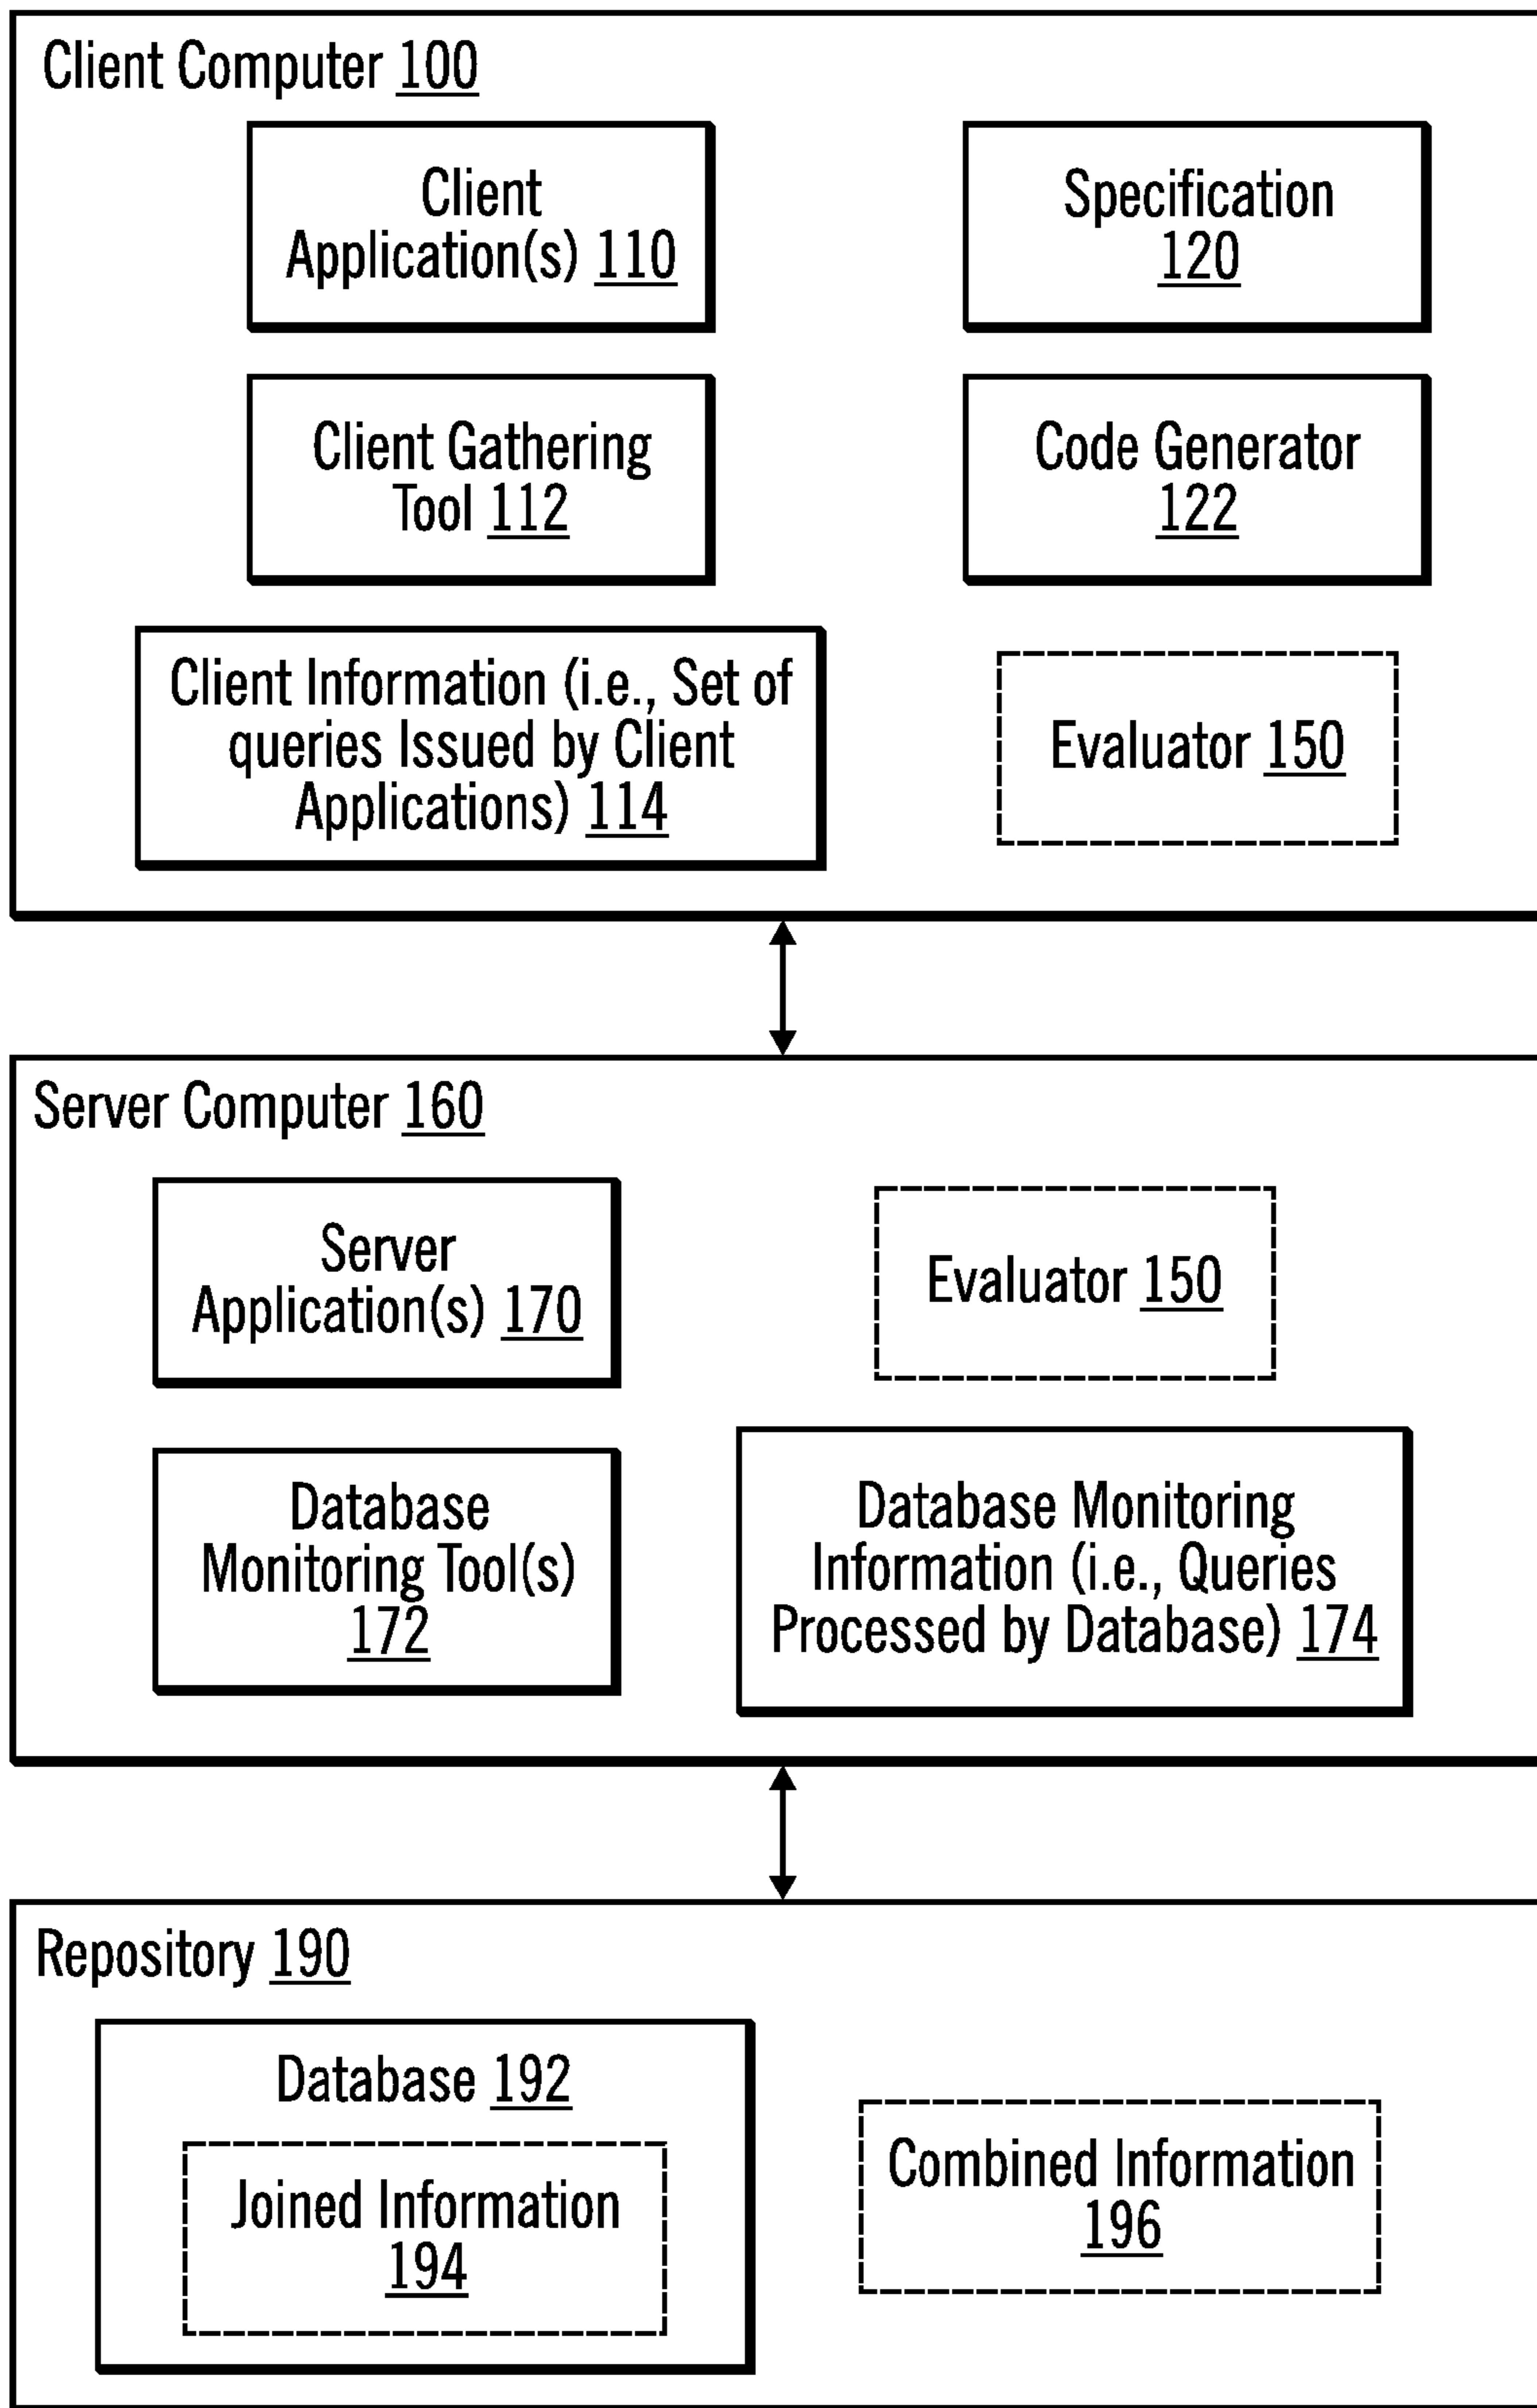 Client Computer 100
Client
Application(s) 110
Specification
120
Client Gathering
Tool 112
Code Generator
122
Client Information (i.e., Set of
queries Issued by Client
Applications) 114
Evaluator 150
Server Computer 160
Server
Application(s) 170
Evaluator 150
Database
Monitoring Tool(s)
172
Database Monitoring
Information (i.e., Queries
Processed by Database) 174
Repository 190
Database 192
Joined Information
194
Combined Information
196